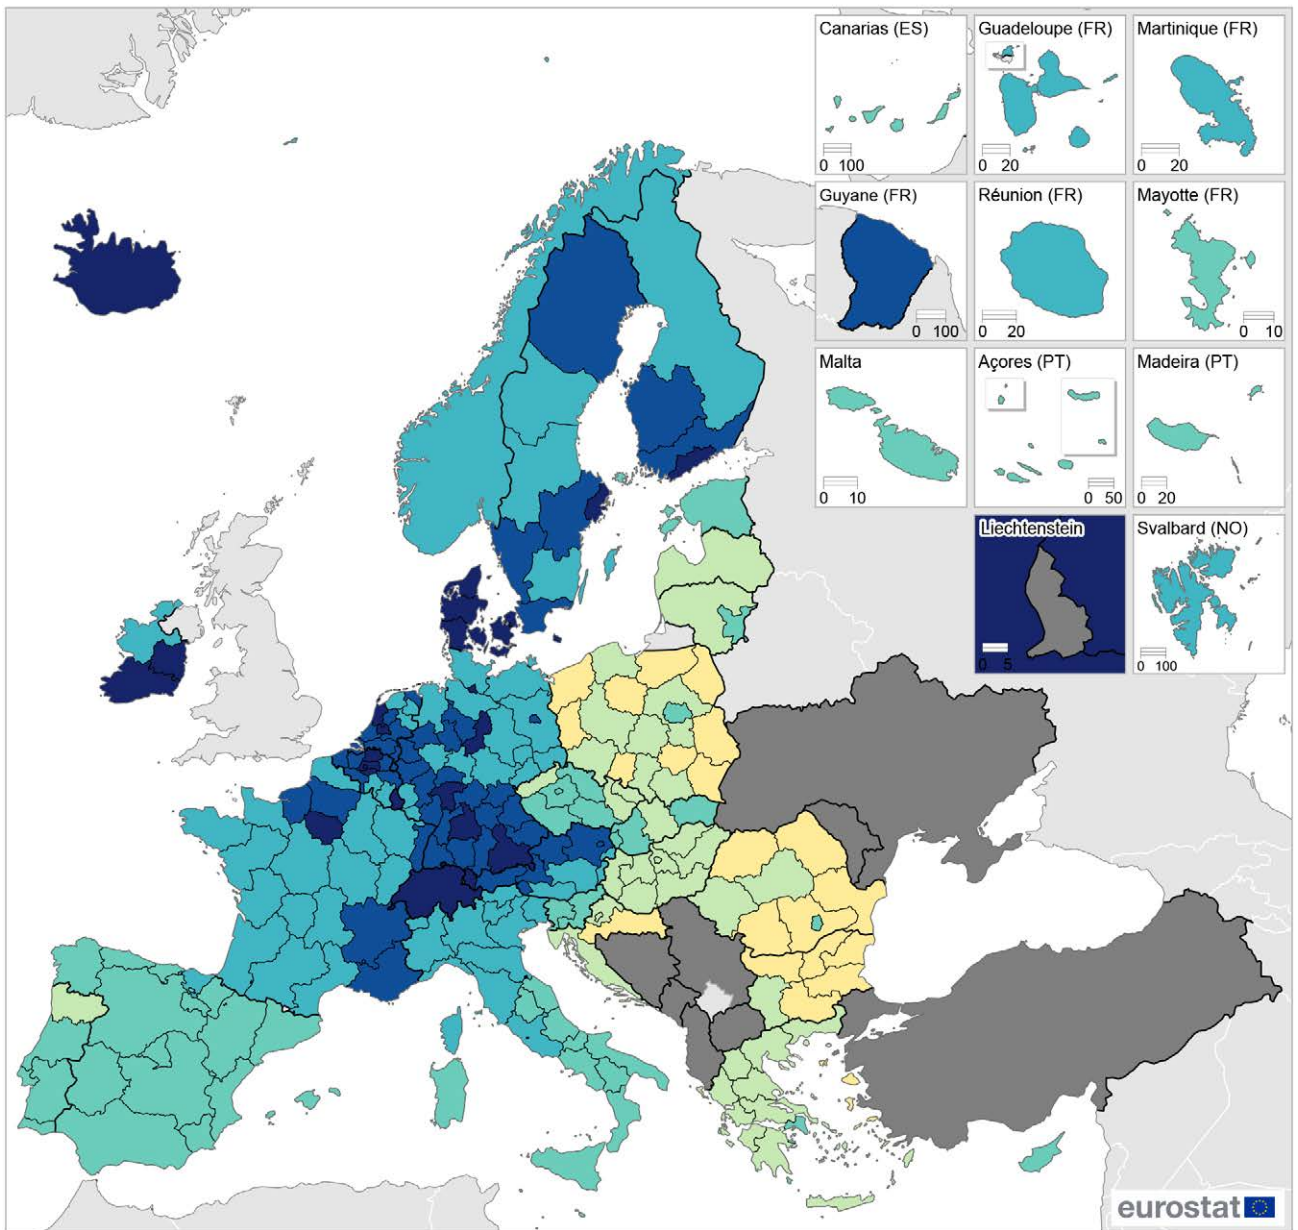 Canarias (ES)
0 100
Guadeloupe (FR)
0 20
Martinique (FR)
0 20
Guyane (FR)
0 100
Réunion (FR)
0 20
Mayotte (FR)
0 10
Malta
0 10
Açores (PT)
0 50
Madeira (PT)
0 20
Liechtenstein
0 5
Svalbard (NO)
0 100
eurostat